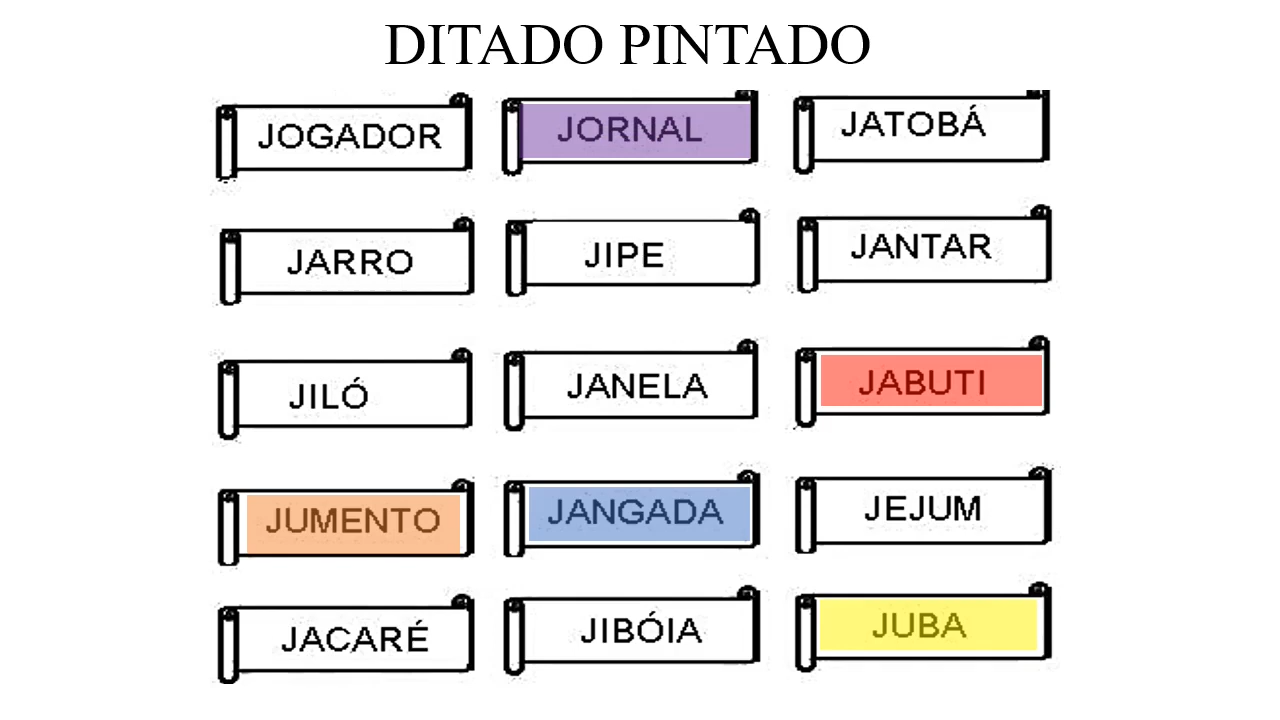 DITADO PINTADO
JOGADOR JORNAL JATOBÁ
JARRO JIPE JANTAR
JILÓ JANELA JABUTI
JUMENTO JANGADA JEJUM
JACARÉ JIBÓIA JUBA